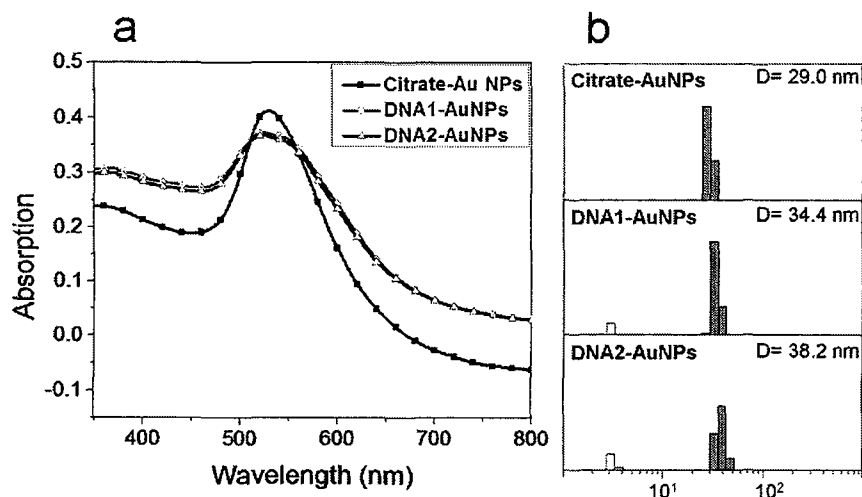 a
0.5
0.4
0.3
0.2
0.1
0.0
-0.1
Absorption
400 500 600 700 800
Wavelength (nm)
Citrate-Au NPs
DNA1-AuNPs
DNA2-AuNPs
b
Citrate-AuNPs D= 29.0 nm
DNA1-AuNPs D= 34.4 nm
DNA2-AuNPs D= 38.2 nm
10¹ 10²